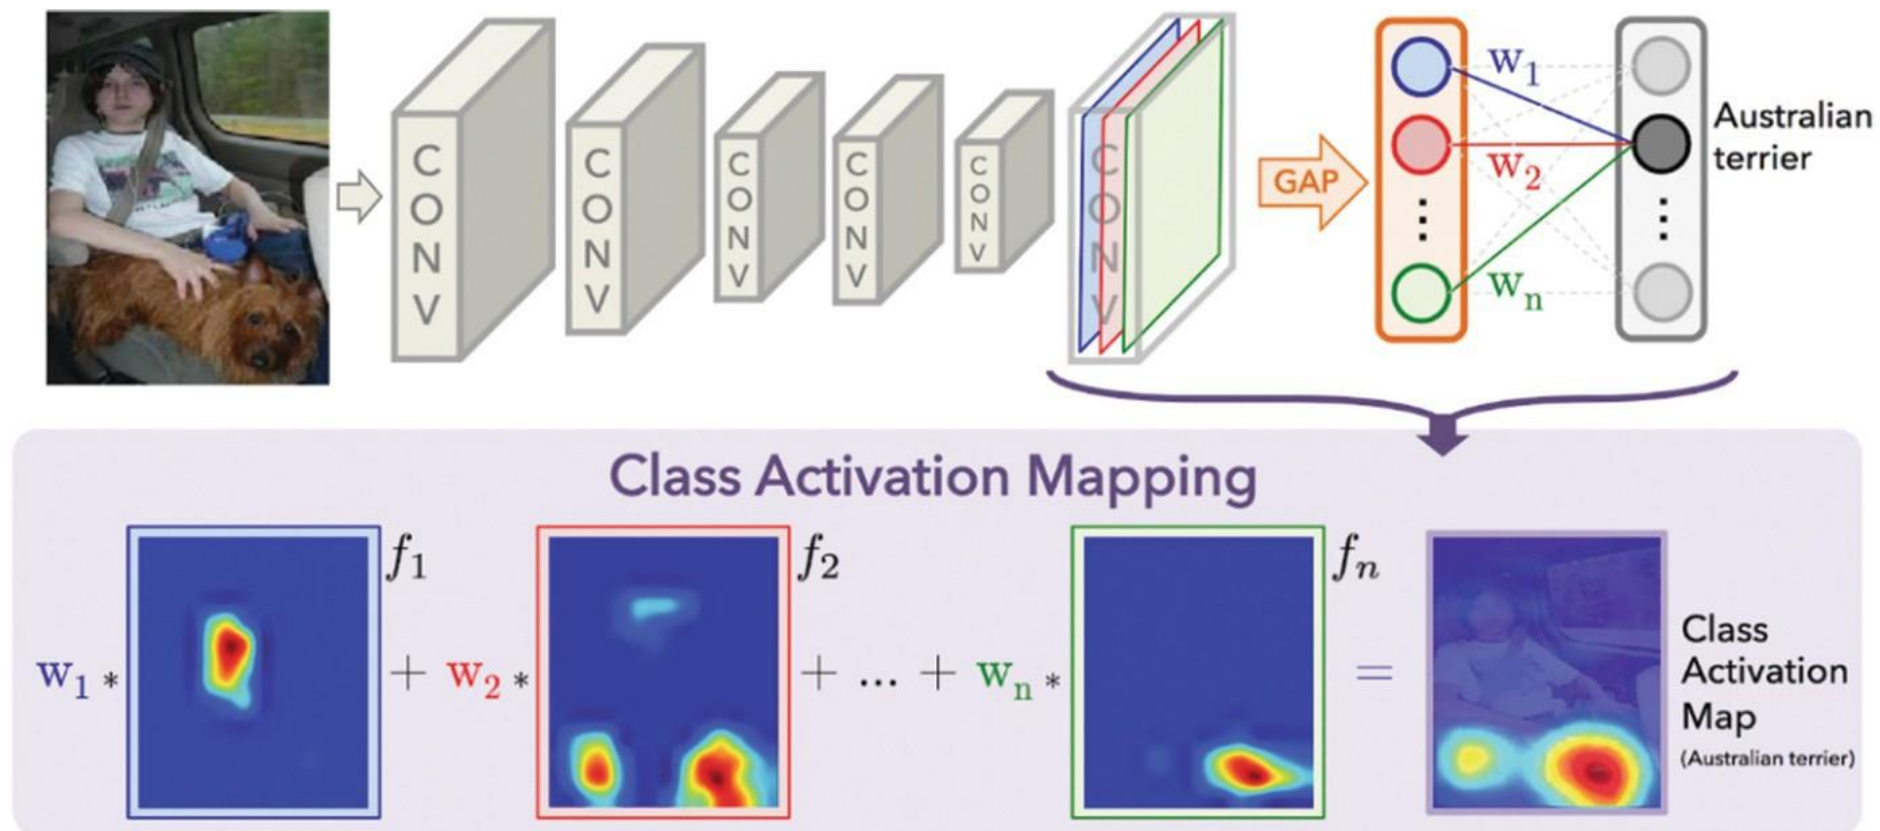 CONV
CONV
CONV
CONV
CONV
CONV
GAP
w1
w2
wn
Australian
terrier
Class Activation Mapping
w1 * f1 + w2 * f2 + ... + wn * fn =
Class
Activation
Map
(Australian terrier)